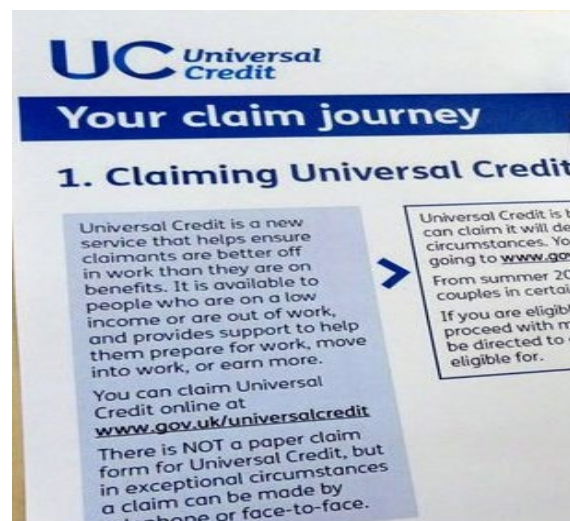 UC Universal
Credit
Your claim journey
1. Claiming Universal Credit
Universal Credit is a new
service that helps ensure
claimants are better off
in work than they are on
benefits. It is available to
people who are on a low
income or are out of work,
and provides support to help
them prepare for work, move
into work, or earn more.
You can claim Universal
Credit online at
www.gov.uk/universalcredit
There is NOT a paper claim
form for Universal Credit, but
in exceptional circumstances
a claim can be made by
telephone or face-to-face.
Universal Credit is
can claim it will
circumstances.
going to
From summer
couples in
If you are
proceed with
be directed to
eligible for.